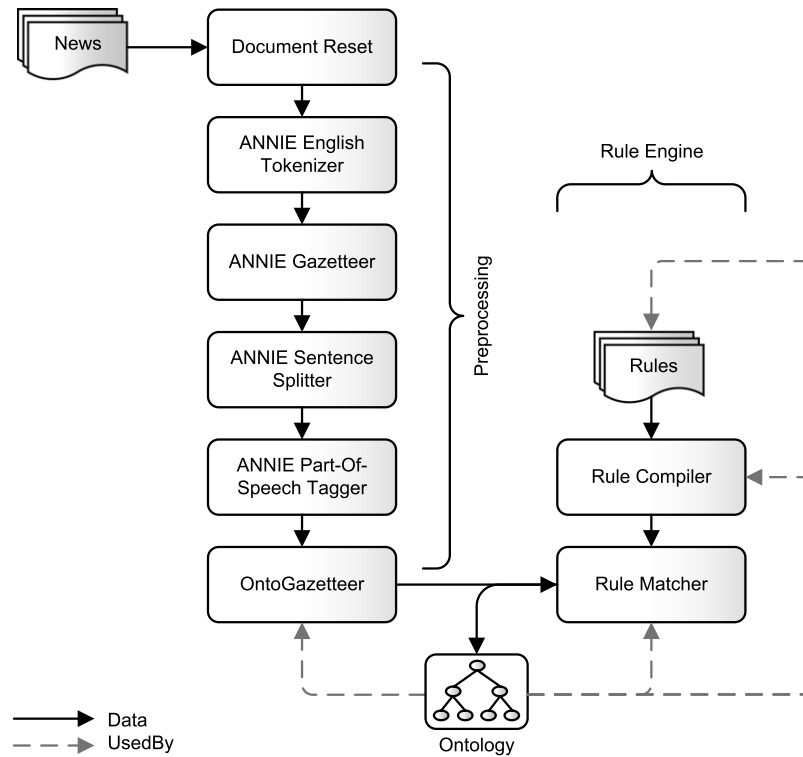 News
Document Reset
ANNIE English
Tokenizer
ANNIE Gazetteer
ANNIE Sentence
Splitter
ANNIE Part-Of-
Speech Tagger
OntoGazetteer
Preprocessing
Rule Engine
Rules
Rule Compiler
Rule Matcher
Ontology
Data
UsedBy